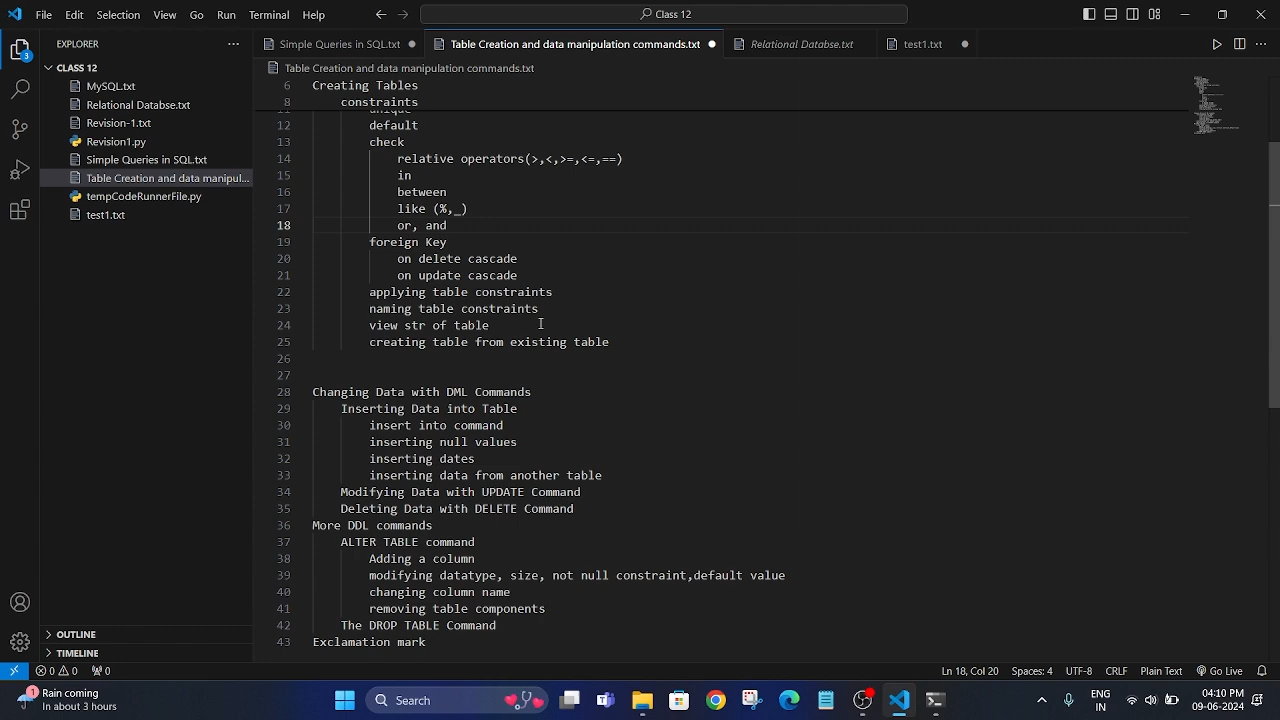 File Edit Selection View Go Run Terminal Help
Class 12
EXPLORER
Simple Queries in SQL.txt
Table Creation and data manipulation commands.txt
Relational Databse.txt
test1.txt
CLASS 12
MySQL.txt
Relational Databse.txt
Revision-1.txt
Revision1.py
Simple Queries in SQL.txt
Table Creation and data manipul...
tempCodeRunnerFile.py
test1.txt
OUTLINE
TIMELINE
Table Creation and data manipulation commands.txt
6 Creating Tables
8 constraints
11 unique
12 default
13 check
14 relative operators(>,<,>=,<=,==)
15 in
16 between
17 like (%,_)
18 or, and
19 foreign Key
20 on delete cascade
21 on update cascade
22 applying table constraints
23 naming table constraints
24 view str of table
25 creating table from existing table
26
27
28 Changing Data with DML Commands
29 Inserting Data into Table
30 insert into command
31 inserting null values
32 inserting dates
33 inserting data from another table
34 Modifying Data with UPDATE Command
35 Deleting Data with DELETE Command
36 More DDL commands
37 ALTER TABLE command
38 Adding a column
39 modifying datatype, size, not null constraint,default value
40 changing column name
41 removing table components
42 The DROP TABLE Command
43 Exclamation mark
0 0 0
Ln 18, Col 20 Spaces: 4 UTF-8 CRLF Plain Text Go Live
1 Rain coming
In about 3 hours
Search
ENG
IN
04:10 PM
09-06-2024
3